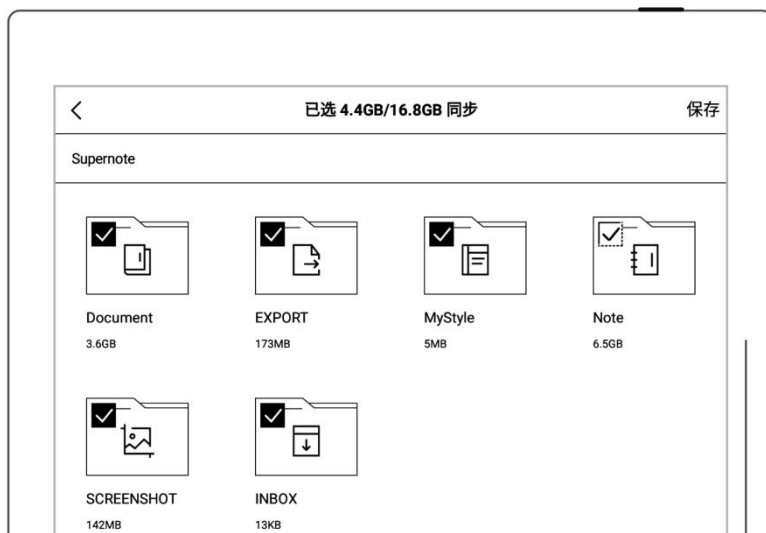 已选 4.4GB/16.8GB 同步
保存
Supernote
Document
EXPORT
MyStyle
Note
3.6GB
173MB
5MB
6.5GB
SCREENSHOT
INBOX
142MB
13KB